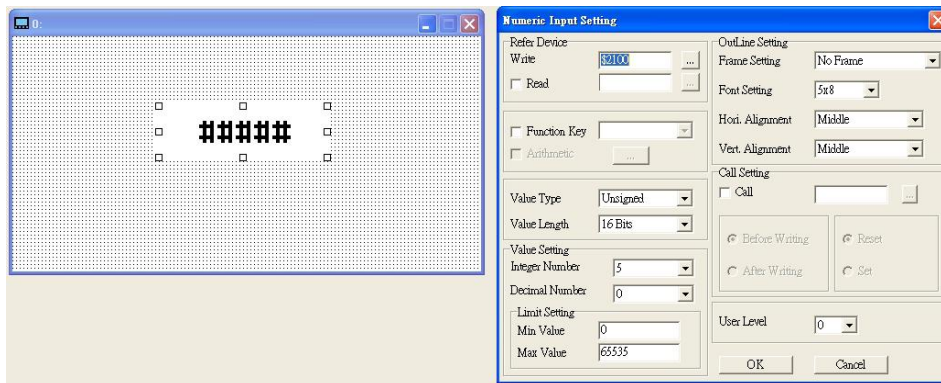 0:
#####
Numeric Input Setting
Refer Device
Write $2100 ...
Read ...
Function Key
Arithmetic ...
Value Type Unsigned
Value Length 16 Bits
Value Setting
Integer Number 5
Decimal Number 0
Limit Setting
Min Value 0
Max Value 65535
OutLine Setting
Frame Setting No Frame
Font Setting 5x8
Hori. Alignment Middle
Vert. Alignment Middle
Call Setting
Call ...
Before Writing Reset
After Writing Set
User Level 0
OK Cancel